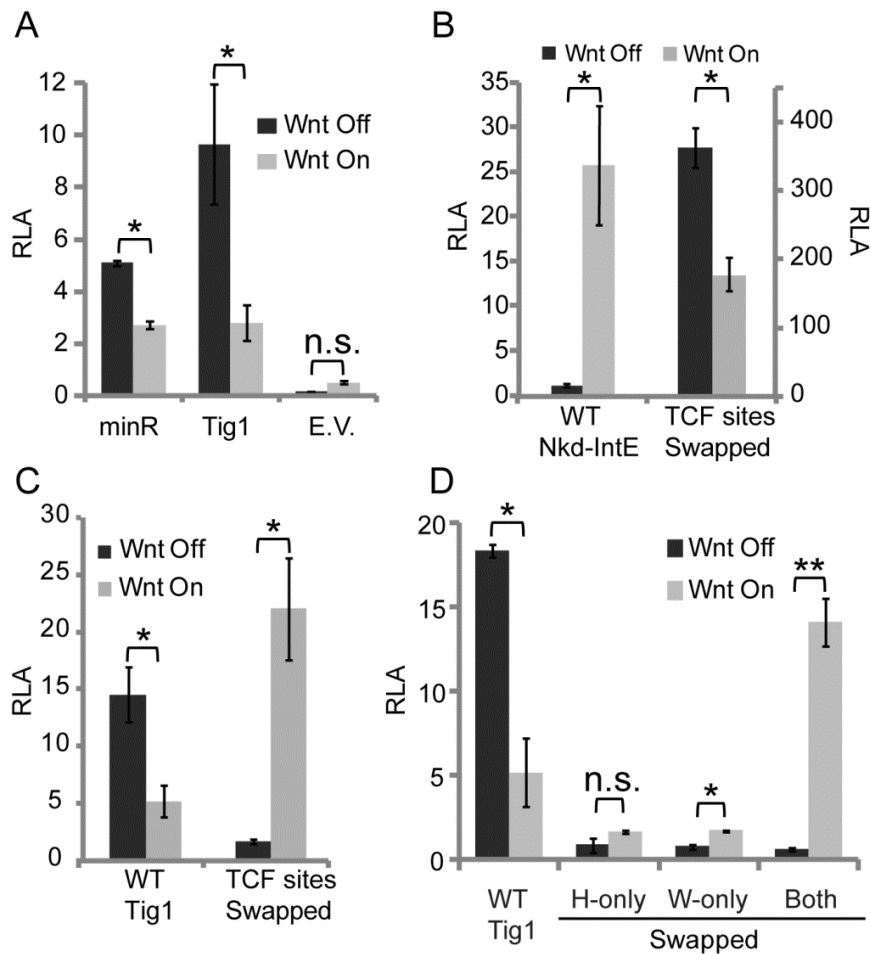 A
12
10
8
6
4
2
0
RLA
*
*
n.s.
Wnt Off
Wnt On
minR
Tig1
E.V.
B
Wnt Off
Wnt On
35
30
25
20
15
10
5
0
RLA
*
*
400
300
200
100
0
RLA
WT
Nkd-IntE
TCF sites
Swapped
C
30
25
20
15
10
5
0
RLA
Wnt Off
Wnt On
*
*
WT
Tig1
TCF sites
Swapped
D
20
15
10
5
0
RLA
*
n.s.
*
**
Wnt Off
Wnt On
WT
Tig1
H-only
W-only
Both
Swapped